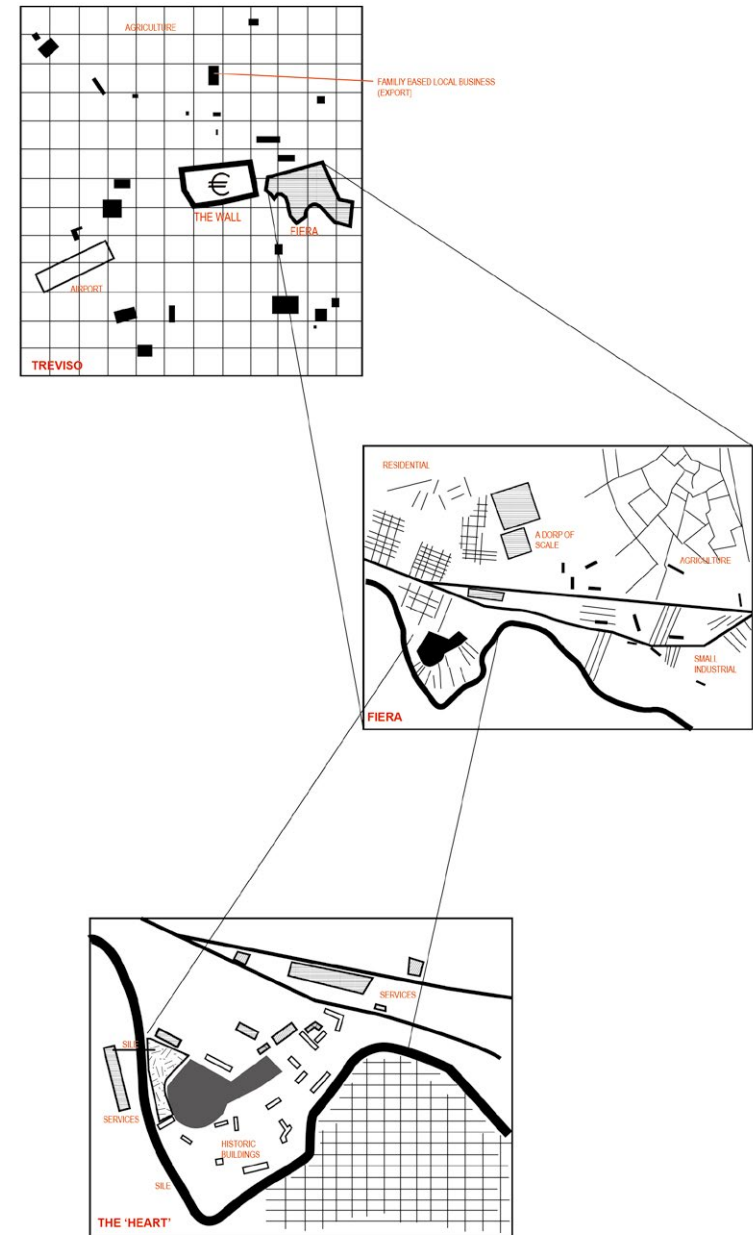 AGRICULTURE
FAMILIY BASED LOCAL BUSINESS
(EXPORT)
€
THE WALL
FIERA
AIRPORT
TREVISO
RESIDENTIAL
A DORP OF
SCALE
AGRICULTURE
SMALL
INDUSTRIAL
FIERA
SERVICES
SILE
SERVICES
HISTORIC
BUILDINGS
SILE
THE 'HEART'